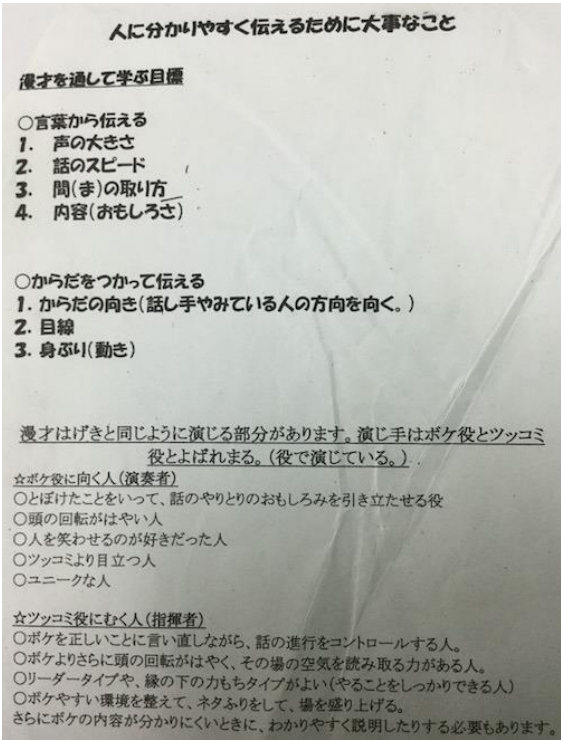 人に分かりやすく伝えるために大事なこと
漫才を通して学ぶ目標
○言葉から伝える
1. 声の大きさ
2. 話のスピード
3. 間(ま)の取り方
4. 内容(おもしろさ)
○からだをつかって伝える
1. からだの向き(話し手やみている人の方向を向く。)
2. 目線
3. 身ぶり(動き)
漫才はげきと同じように演じる部分があります。演じ手はボケ役とツッコミ
役とよばれまる。(役で演じている。)
☆ボケ役に向く人(演奏者)
○とぼけたことをいって、話のやりとりのおもしろみを引き立たせる役
○頭の回転がはやい人
○人を笑わせるのが好きだった人
○ツッコミより目立つ人
○ユニークな人
☆ツッコミ役にむく人(指揮者)
○ボケを正しいことに言い直しながら、話の進行をコントロールする人。
○ボケよりさらに頭の回転がはやく、その場の空気を読み取る力がある人。
○リーダータイプや、縁の下の力もちタイプがよい(やることをしっかりできる人)
○ボケやすい環境を整えて、ネタふりをして、場を盛り上げる。
さらにボケの内容が分かりにくいときに、わかりやすく説明したりする必要もあります。